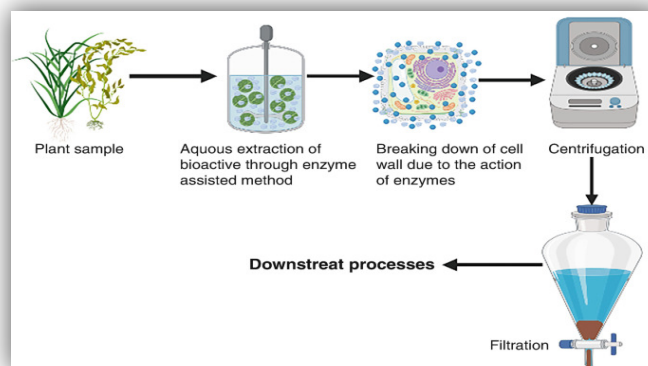 Plant sample
Aquous extraction of
bioactive through enzyme
assisted method
Breaking down of cell
wall due to the action
of enzymes
Centrifugation
Downstreat processes
Filtration